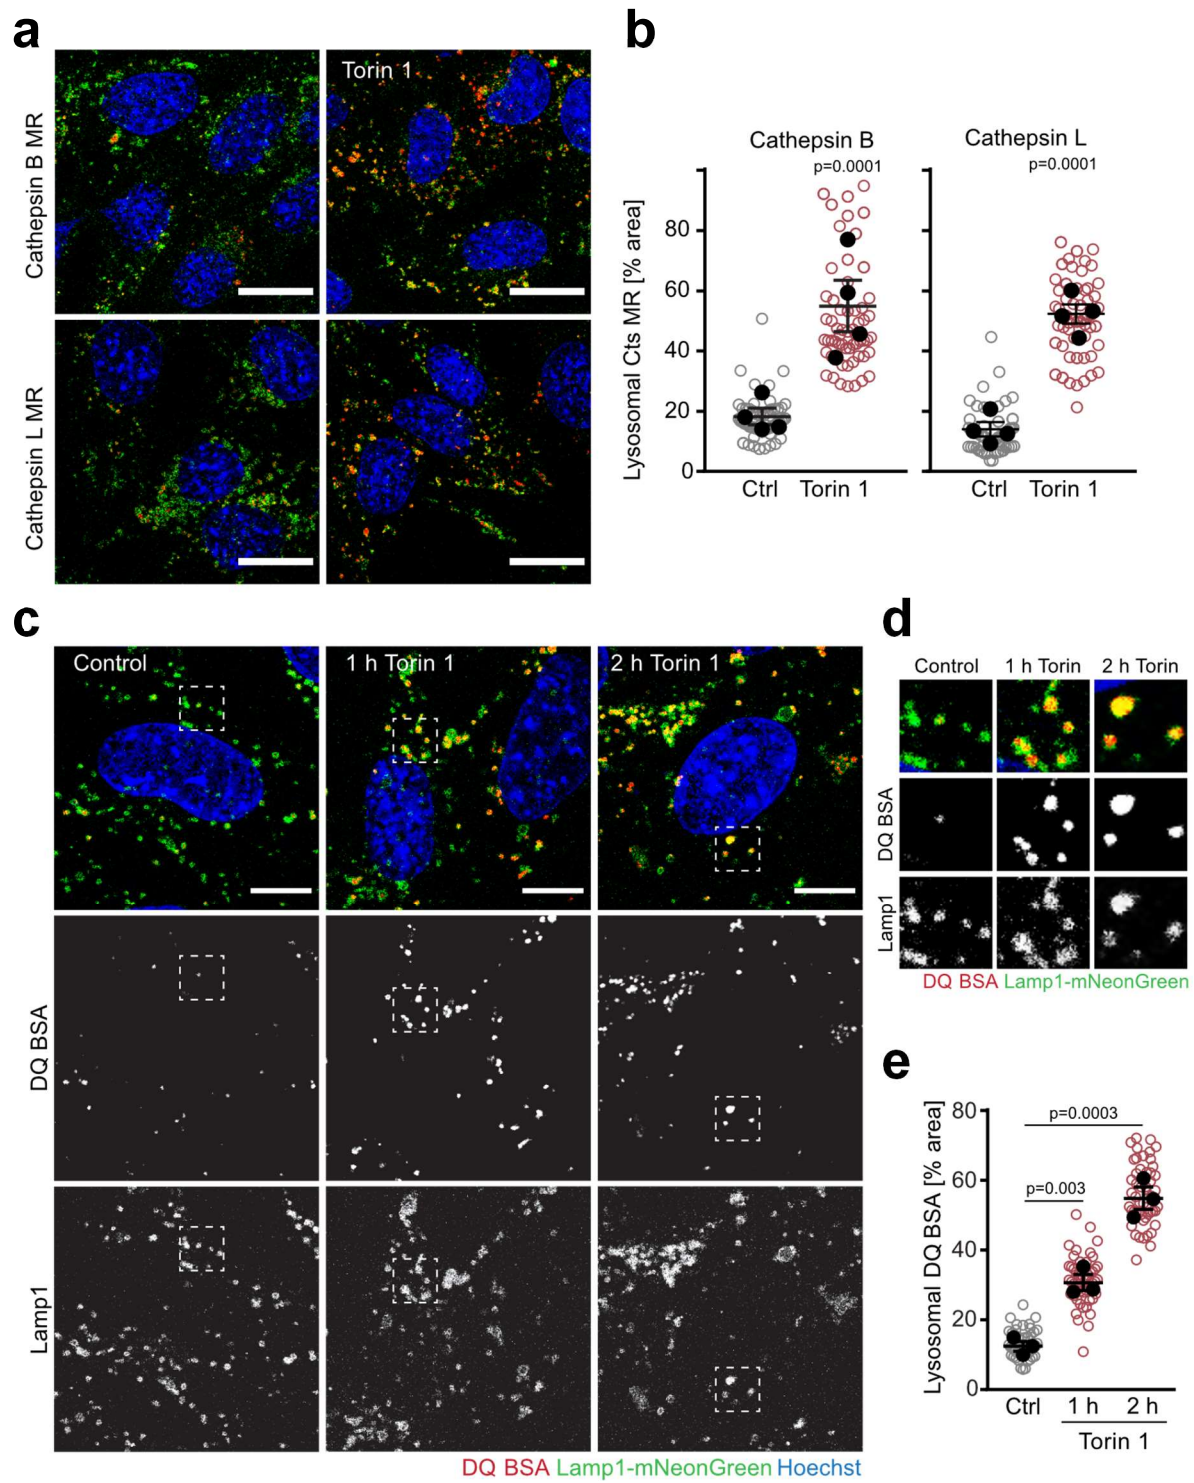 a
Torin 1
Cathepsin B MR
Cathepsin L MR
b
Cathepsin B
p=0.0001
Cathepsin L
p=0.0001
Lysosomal Cts MR [% area]
80
60
40
20
0
Ctrl Torin 1
Ctrl Torin 1
c
Control
1 h Torin 1
2 h Torin 1
DQ BSA
Lamp1
DQ BSA Lamp1-mNeonGreen Hoechst
d
Control
1 h Torin
2 h Torin
DQ BSA
Lamp1
DQ BSA Lamp1-mNeonGreen
e
Lysosomal DQ BSA [% area]
80
60
40
20
0
p=0.0003
p=0.003
Ctrl 1 h 2 h
Torin 1